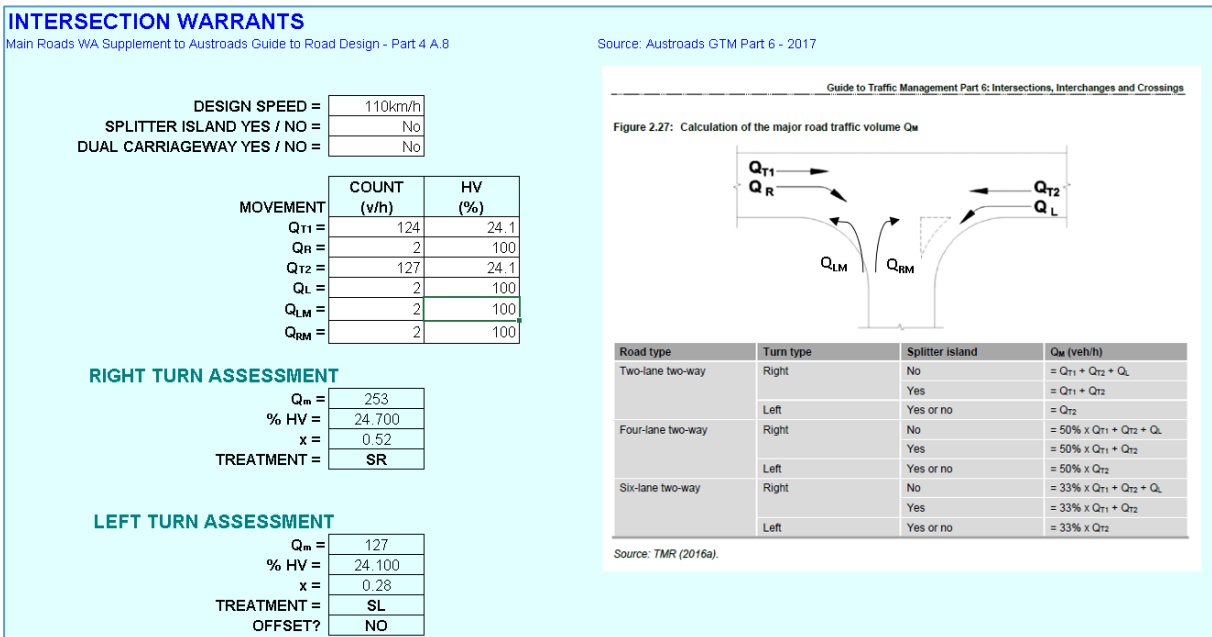 INTERSECTION WARRANTS
Main Roads WA Supplement to Austroads Guide to Road Design - Part 4 A.8
Source: Austroads GTM Part 6 - 2017
DESIGN SPEED = 110km/h
SPLITTER ISLAND YES / NO = No
DUAL CARRIAGEWAY YES / NO = No
MOVEMENT COUNT (v/h) HV (%)
QT1 = 124 24.1
QR = 2 100
QT2 = 127 24.1
QL = 2 100
QLM = 2 100
QRM = 2 100
RIGHT TURN ASSESSMENT
Qm = 253
% HV = 24.700
x = 0.52
TREATMENT = SR
LEFT TURN ASSESSMENT
Qm = 127
% HV = 24.100
x = 0.28
TREATMENT = SL
OFFSET? NO
Guide to Traffic Management Part 6: Intersections, Interchanges and Crossings
Figure 2.27: Calculation of the major road traffic volume QM
QT1
QR
QT2
QL
QLM
QRM
Road type Turn type Splitter island QM (veh/h)
Two-lane two-way Right No = QT1 + QT2 + QL
Yes = QT1 + QT2
Left Yes or no = QT2
Four-lane two-way Right No = 50% x QT1 + QT2 + QL
Yes = 50% x QT1 + QT2
Left Yes or no = 50% x QT2
Six-lane two-way Right No = 33% x QT1 + QT2 + QL
Yes = 33% x QT1 + QT2
Left Yes or no = 33% x QT2
Source: TMR (2016a).